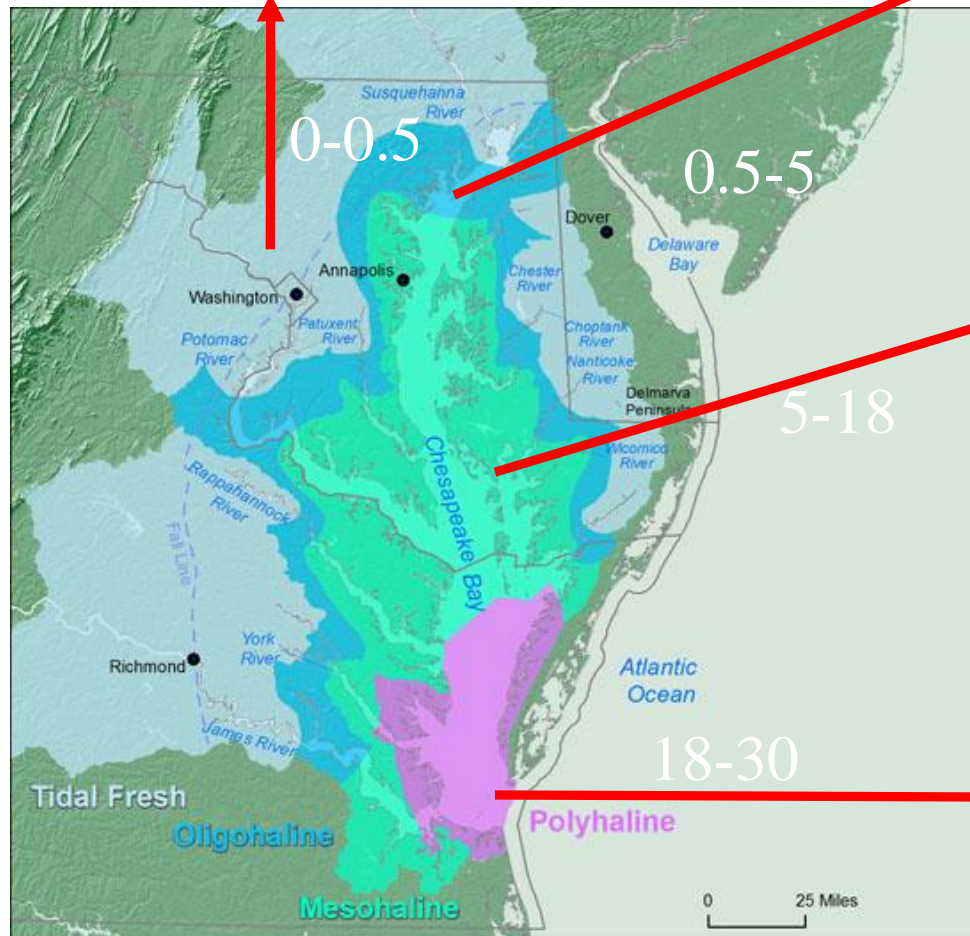 Susquehanna
River
0-0.5
0.5-5
Dover
Delaware
Bay
Annapolis
Chester
River
Washington
Patuxent
River
Choptank
River
Potomac
River
Nanticoke
River
Delmarva
Peninsula
5-18
Wicomico
River
Rappahannock
River
Chesapeake Bay
Fall Line
York
River
Richmond
Atlantic
Ocean
James River
18-30
Tidal Fresh
Oligohaline
Polyhaline
Mesohaline
0 25 Miles